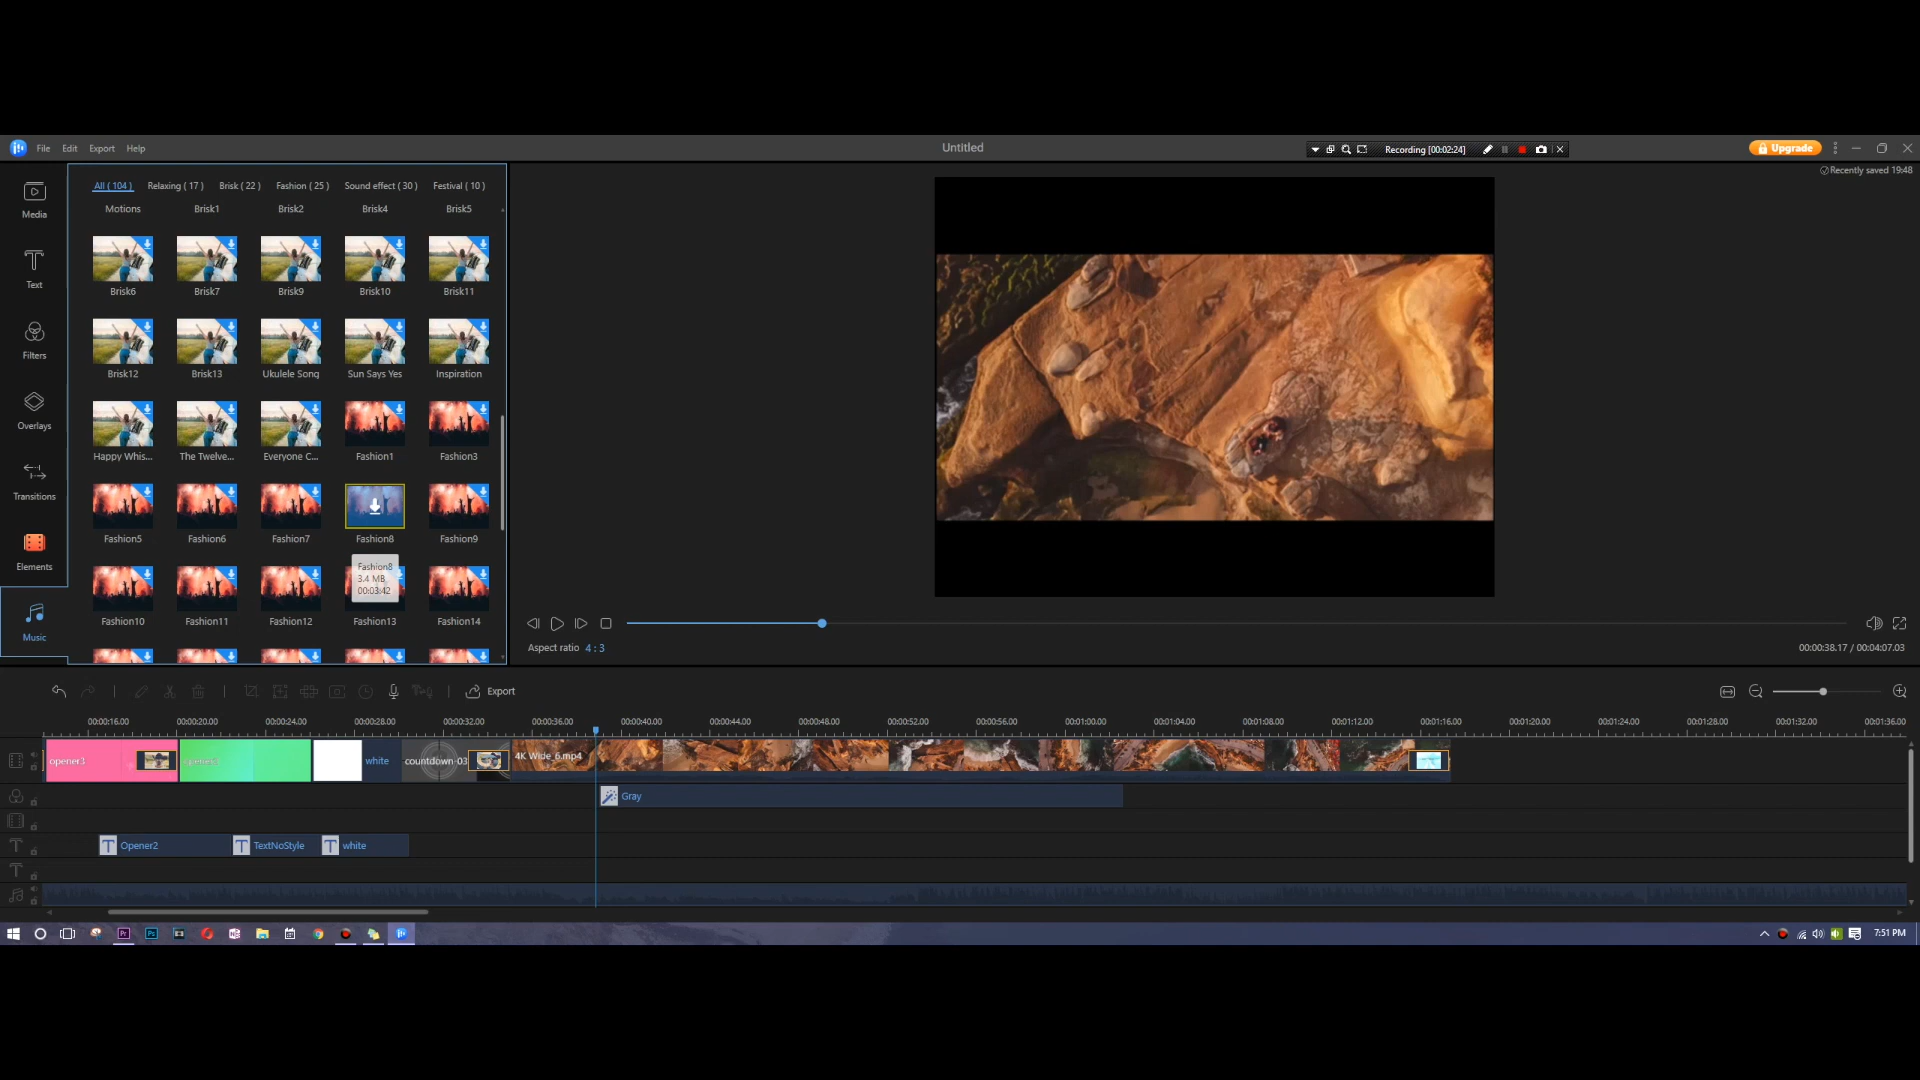 File Edit Export Help
Untitled
Recording [00:02:24]
Upgrade
Recently saved 19:48
Media
Text
Filters
Overlays
Transitions
Elements
Music
All ( 104 ) Relaxing ( 17 ) Brisk ( 22 ) Fashion ( 25 ) Sound effect ( 30 ) Festival ( 10 )
Motions Brisk1 Brisk2 Brisk4 Brisk5
Brisk6 Brisk7 Brisk9 Brisk10 Brisk11
Brisk12 Brisk13 Ukulele Song Sun Says Yes Inspiration
Happy Whis... The Twelve... Everyone C... Fashion1 Fashion3
Fashion5 Fashion6 Fashion7 Fashion8 Fashion9
Fashion8
3.4 MB
00:03:42
Fashion10 Fashion11 Fashion12 Fashion13 Fashion14
Aspect ratio 4 : 3
00:00:38.17 / 00:04:07.03
Export
00:00:16.00 00:00:20.00 00:00:24.00 00:00:28.00 00:00:32.00 00:00:36.00 00:00:40.00 00:00:44.00 00:00:48.00 00:00:52.00 00:00:56.00 00:01:00.00 00:01:04.00 00:01:08.00 00:01:12.00 00:01:16.00 00:01:20.00 00:01:24.00 00:01:28.00 00:01:32.00 00:01:36.00
opener3 white countdown-03 4K Wide_6.mp4
Gray
Opener2 TextNoStyle white
7:51 PM